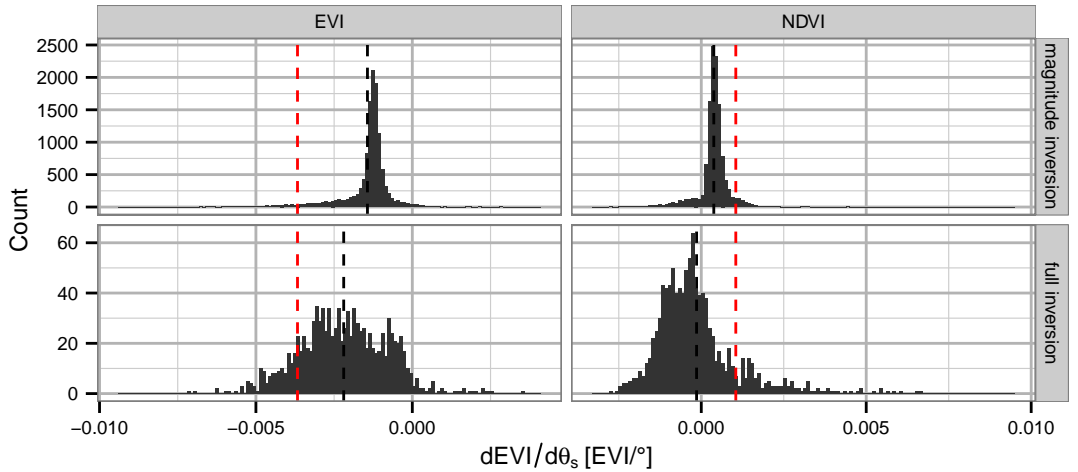 EVI
NDVI
2500
2000
1500
1000
500
0
magnitude inversion
60
40
20
0
full inversion
Count
−0.010
−0.005
0.000
0.000
0.005
0.010
dEVI/dθs [EVI/°]